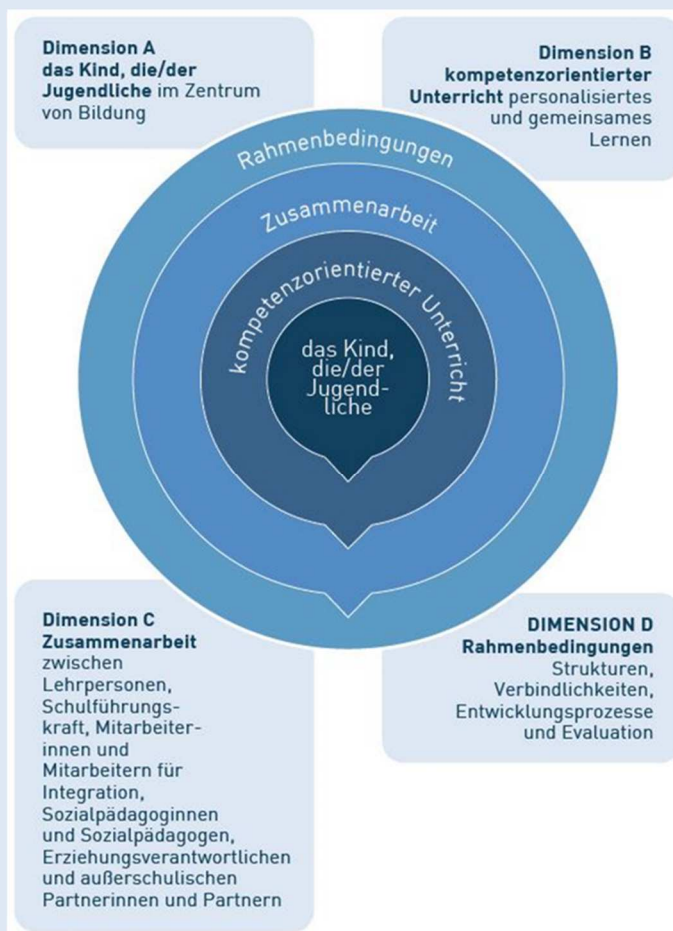 Dimension A
das Kind, die/der
Jugendliche im Zentrum
von Bildung
Dimension B
kompetenzorientierter
Unterricht personalisiertes
und gemeinsames
Lernen
Rahmenbedingungen
Zusammenarbeit
kompetenzorientierter Unterricht
das Kind,
die/der
Jugend-
liche
Dimension C
Zusammenarbeit
zwischen
Lehrpersonen,
Schulführungs-
kraft, Mitarbeiter-
innen und
Mitarbeitern für
Integration,
Sozialpädagoginnen
und Sozialpädagogen,
Erziehungsverantwortlichen
und außerschulischen
Partnerinnen und Partnern
DIMENSION D
Rahmenbedingungen
Strukturen,
Verbindlichkeiten,
Entwicklungsprozesse
und Evaluation